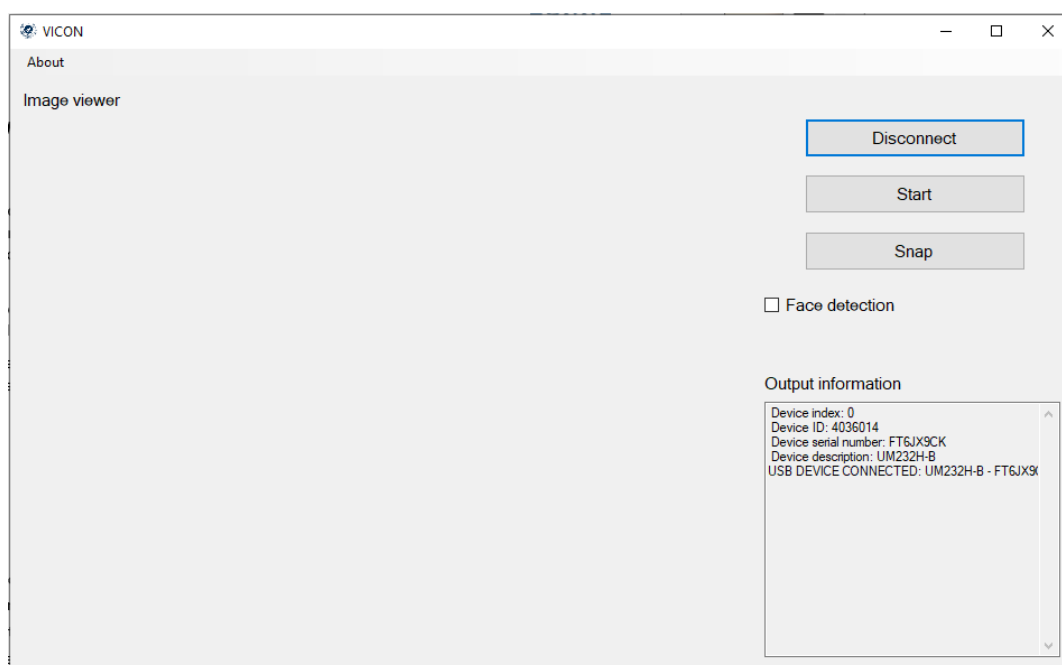 VICON
About
Image viewer
Disconnect
Start
Snap
Face detection
Output information
Device index: 0
Device ID: 4036014
Device serial number: FT6JX9CK
Device description: UM232H-B
USB DEVICE CONNECTED: UM232H-B - FT6JX9